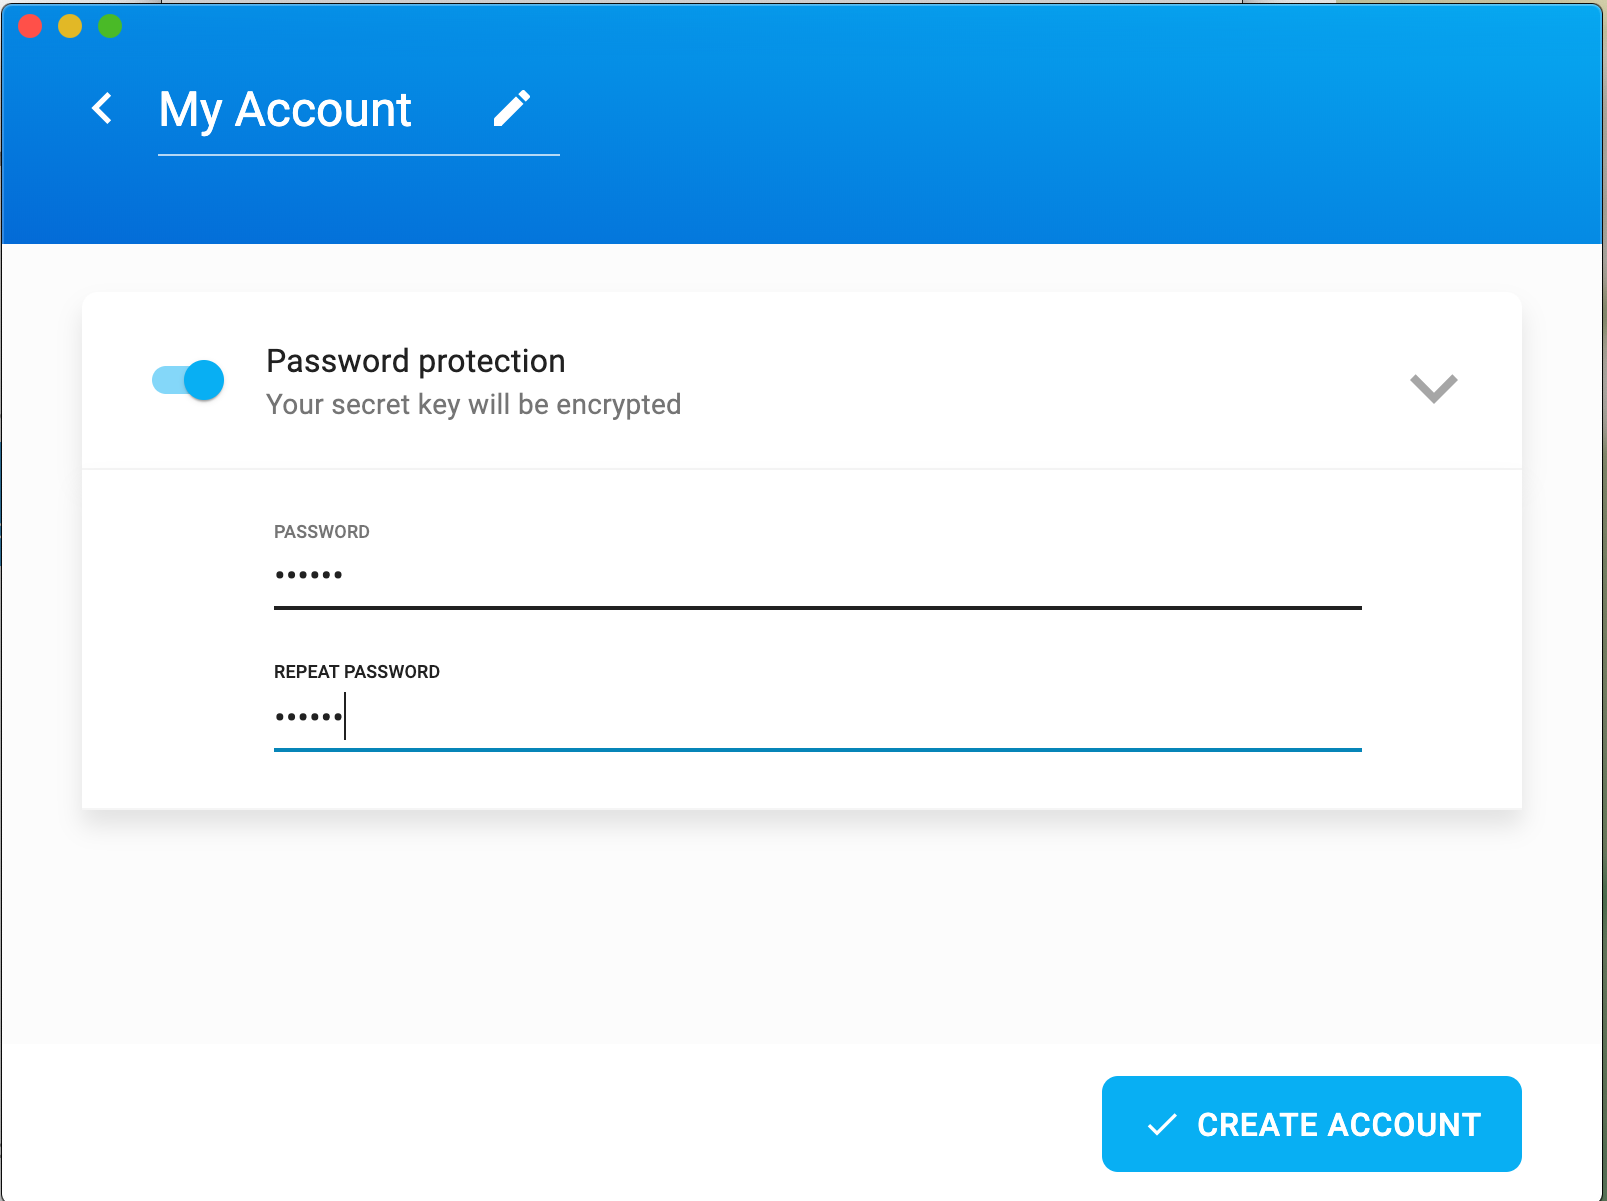 My Account
Password protection
Your secret key will be encrypted
PASSWORD
••••••
REPEAT PASSWORD
••••••
CREATE ACCOUNT